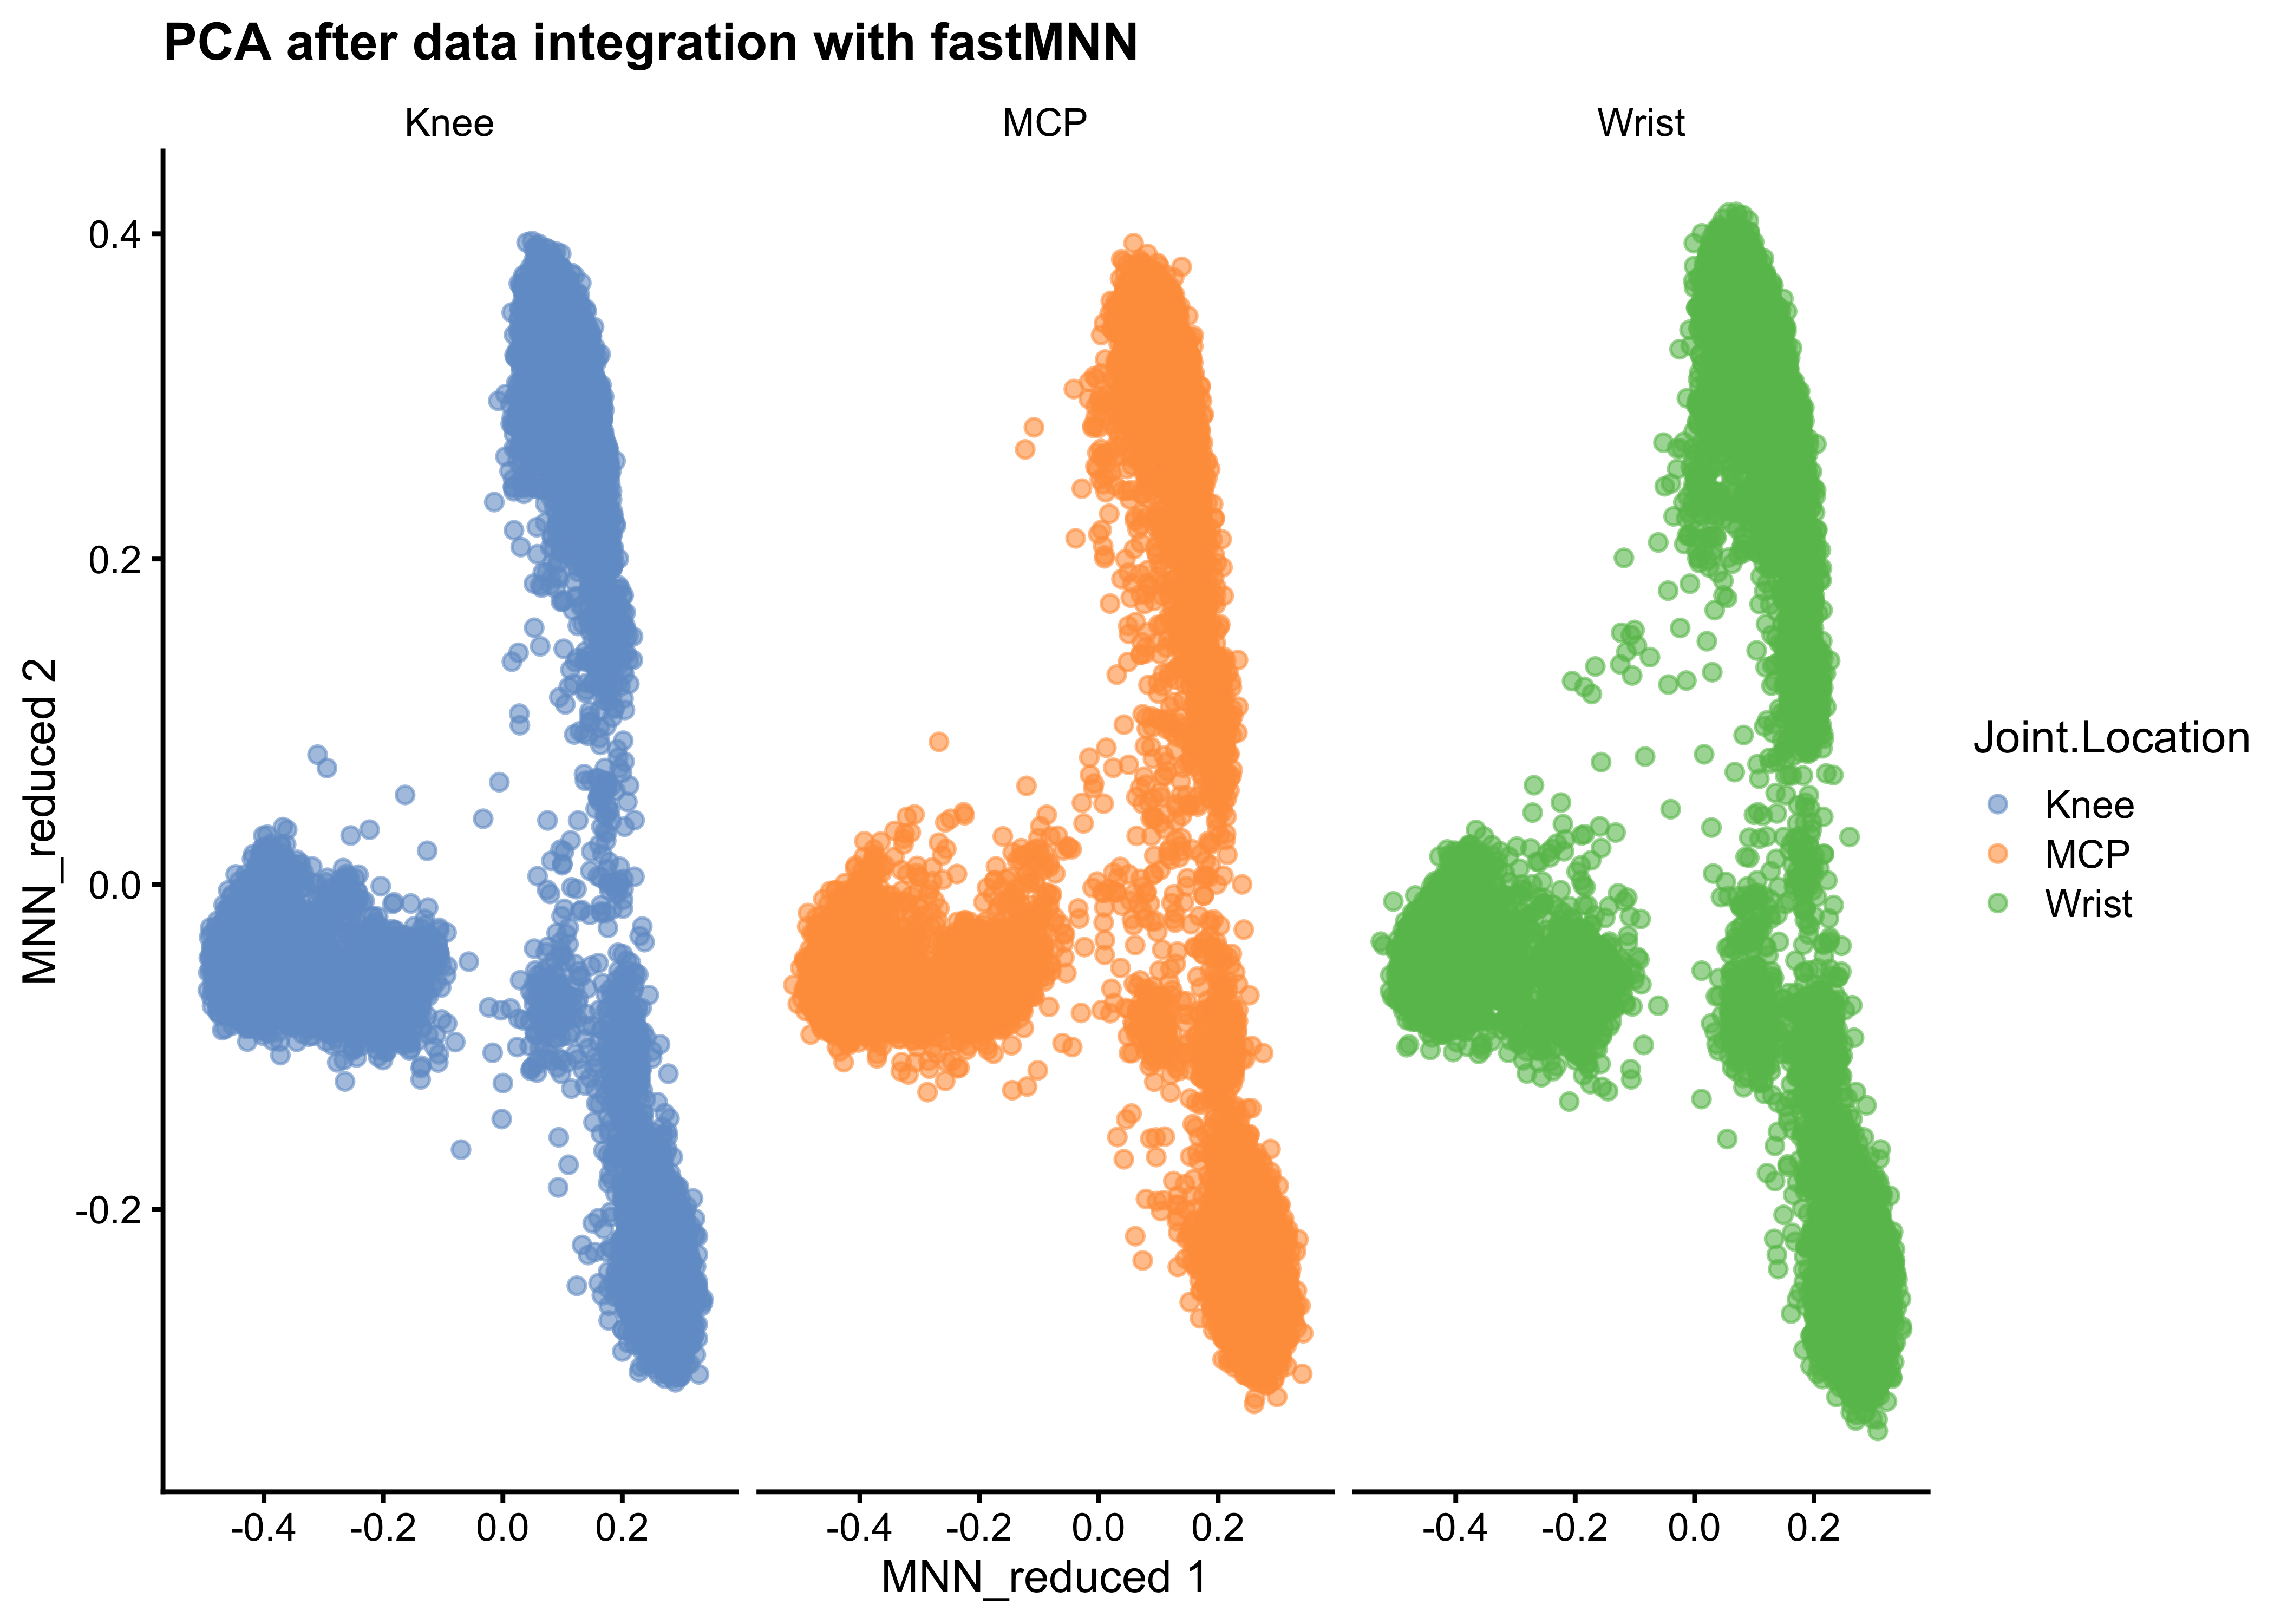 PCA after data integration with fastMNN
Knee MCP Wrist
0.4
0.2
0.0
-0.2
MNN_reduced 2
-0.4 -0.2 0.0 0.2 -0.4 -0.2 0.0 0.2 -0.4 -0.2 0.0 0.2
MNN_reduced 1
Joint.Location
Knee
MCP
Wrist